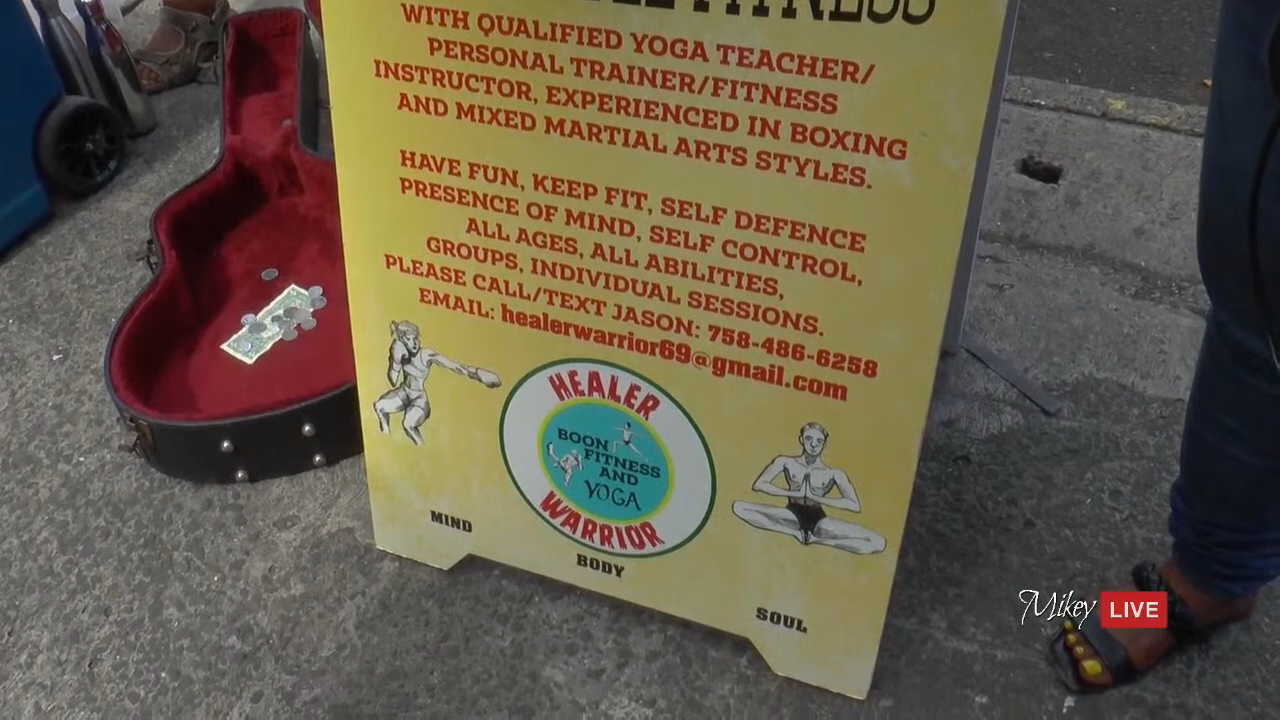 FITNESS
WITH QUALIFIED YOGA TEACHER/
PERSONAL TRAINER/FITNESS
INSTRUCTOR, EXPERIENCED IN BOXING
AND MIXED MARTIAL ARTS STYLES.
HAVE FUN, KEEP FIT, SELF DEFENCE
PRESENCE OF MIND, SELF CONTROL,
ALL AGES, ALL ABILITIES,
GROUPS, INDIVIDUAL SESSIONS.
PLEASE CALL/TEXT JASON: 758-486-6258
EMAIL: healerwarrior69@gmail.com
HEALER
BOON
FITNESS
AND
YOGA
WARRIOR
MIND
BODY
SOUL
Mikey LIVE